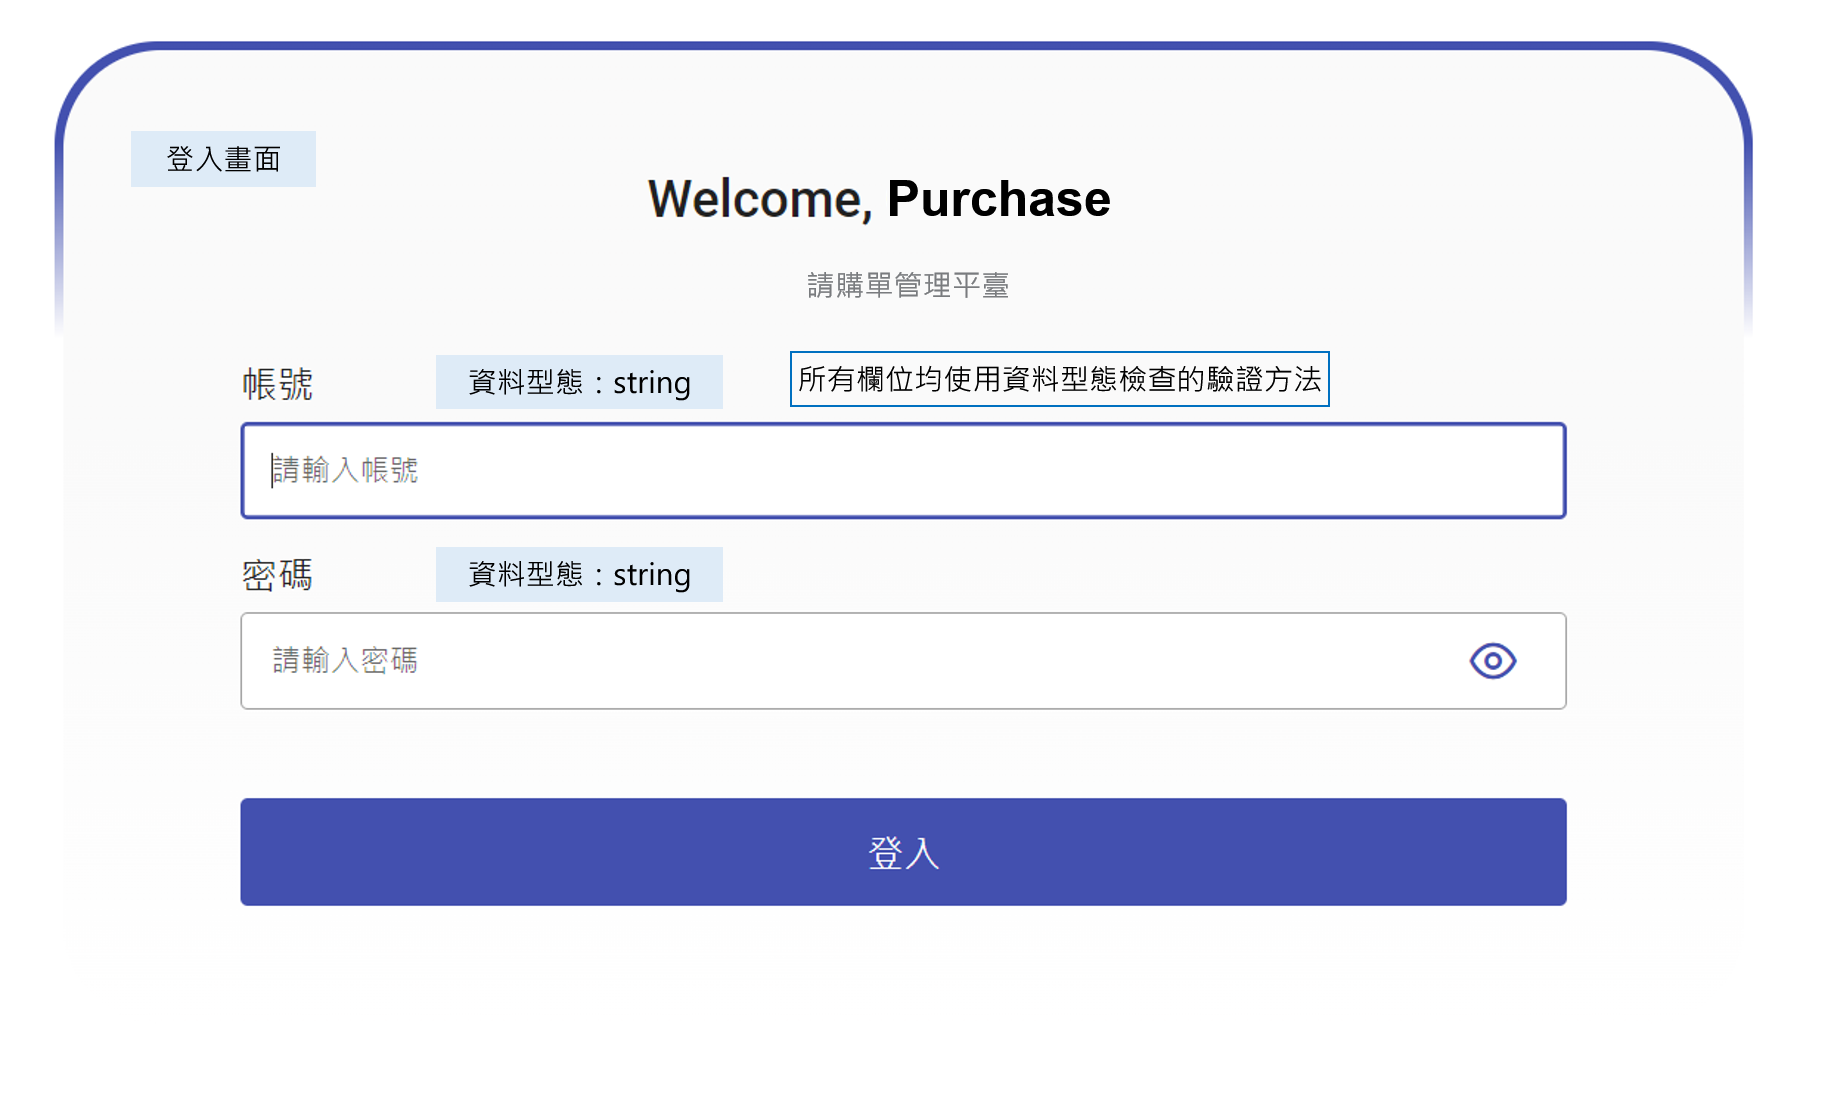 登入畫面
Welcome, Purchase
請購單管理平臺
帳號
資料型態：string
所有欄位均使用資料型態檢查的驗證方法
請輸入帳號
密碼
資料型態：string
請輸入密碼
登入